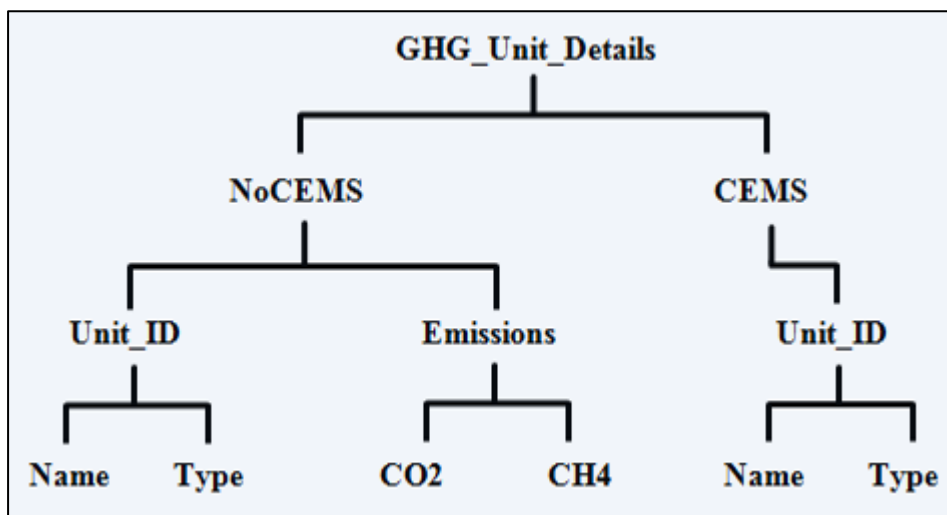 GHG_Unit_Details
NoCEMS CEMS
Unit_ID Emissions Unit_ID
Name Type CO2 CH4 Name Type